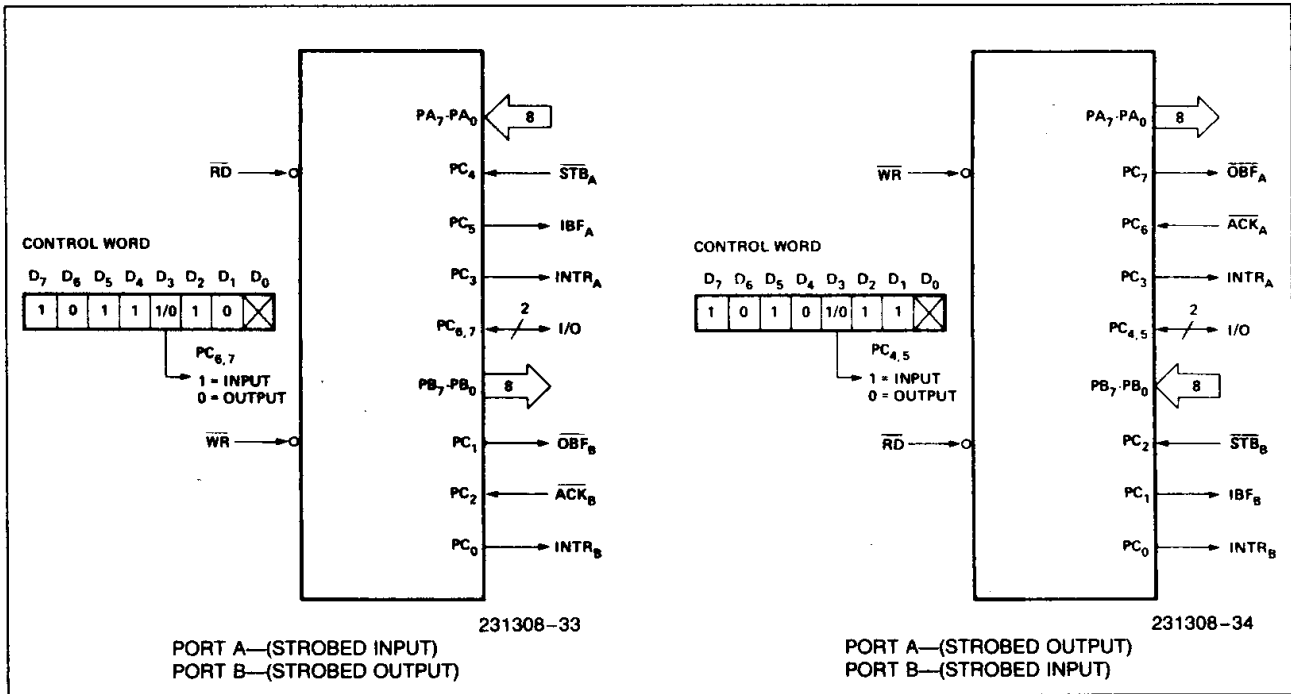 PA7-PA0
8
RD
PC4
STBA
PC5
IBFA
CONTROL WORD
PC3
INTRA
D7 D6 D5 D4 D3 D2 D1 D0
1 0 1 1 1/0 1 0
PC6,7
2
I/O
PC6,7
1 = INPUT
0 = OUTPUT
PB7-PB0
8
WR
PC1
OBFB
PC2
ACKB
PC0
INTRB
231308-33
PORT A—(STROBED INPUT)
PORT B—(STROBED OUTPUT)
PA7-PA0
8
WR
PC7
OBFA
PC6
ACKA
CONTROL WORD
PC3
INTRA
D7 D6 D5 D4 D3 D2 D1 D0
1 0 1 0 1/0 1 1
PC4,5
2
I/O
PC4,5
1 = INPUT
0 = OUTPUT
PB7-PB0
8
RD
PC2
STBB
PC1
IBFB
PC0
INTRB
231308-34
PORT A—(STROBED OUTPUT)
PORT B—(STROBED INPUT)